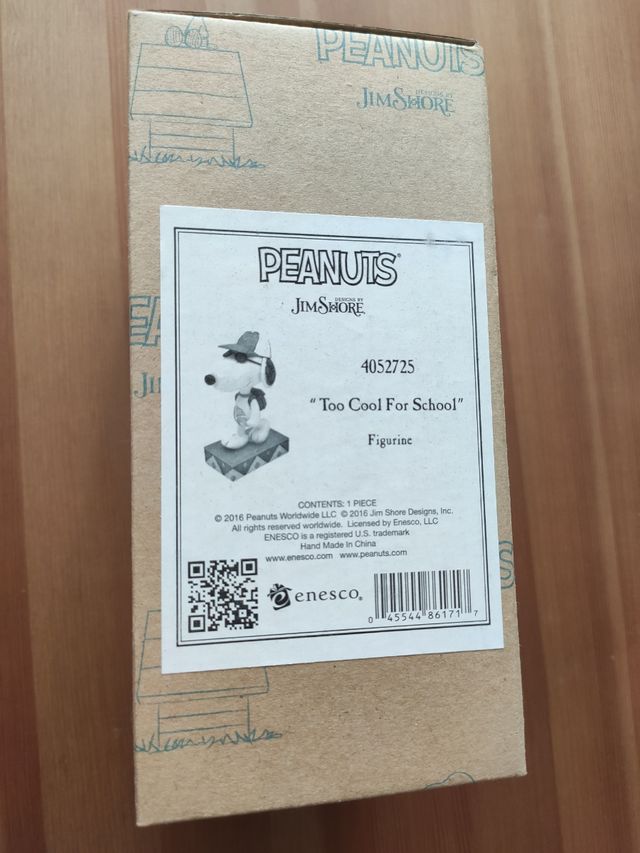 PEANUTS
DESIGNS BY
JIM SHORE
PEANUTS®
DESIGNS BY
JIM SHORE.
4052725
"Too Cool For School"
Figurine
CONTENTS: 1 PIECE
© 2016 Peanuts Worldwide LLC © 2016 Jim Shore Designs, Inc.
All rights reserved worldwide. Licensed by Enesco, LLC
ENESCO is a registered U.S. trademark
Hand Made In China
www.enesco.com www.peanuts.com
enesco®
0 45544 86171 7